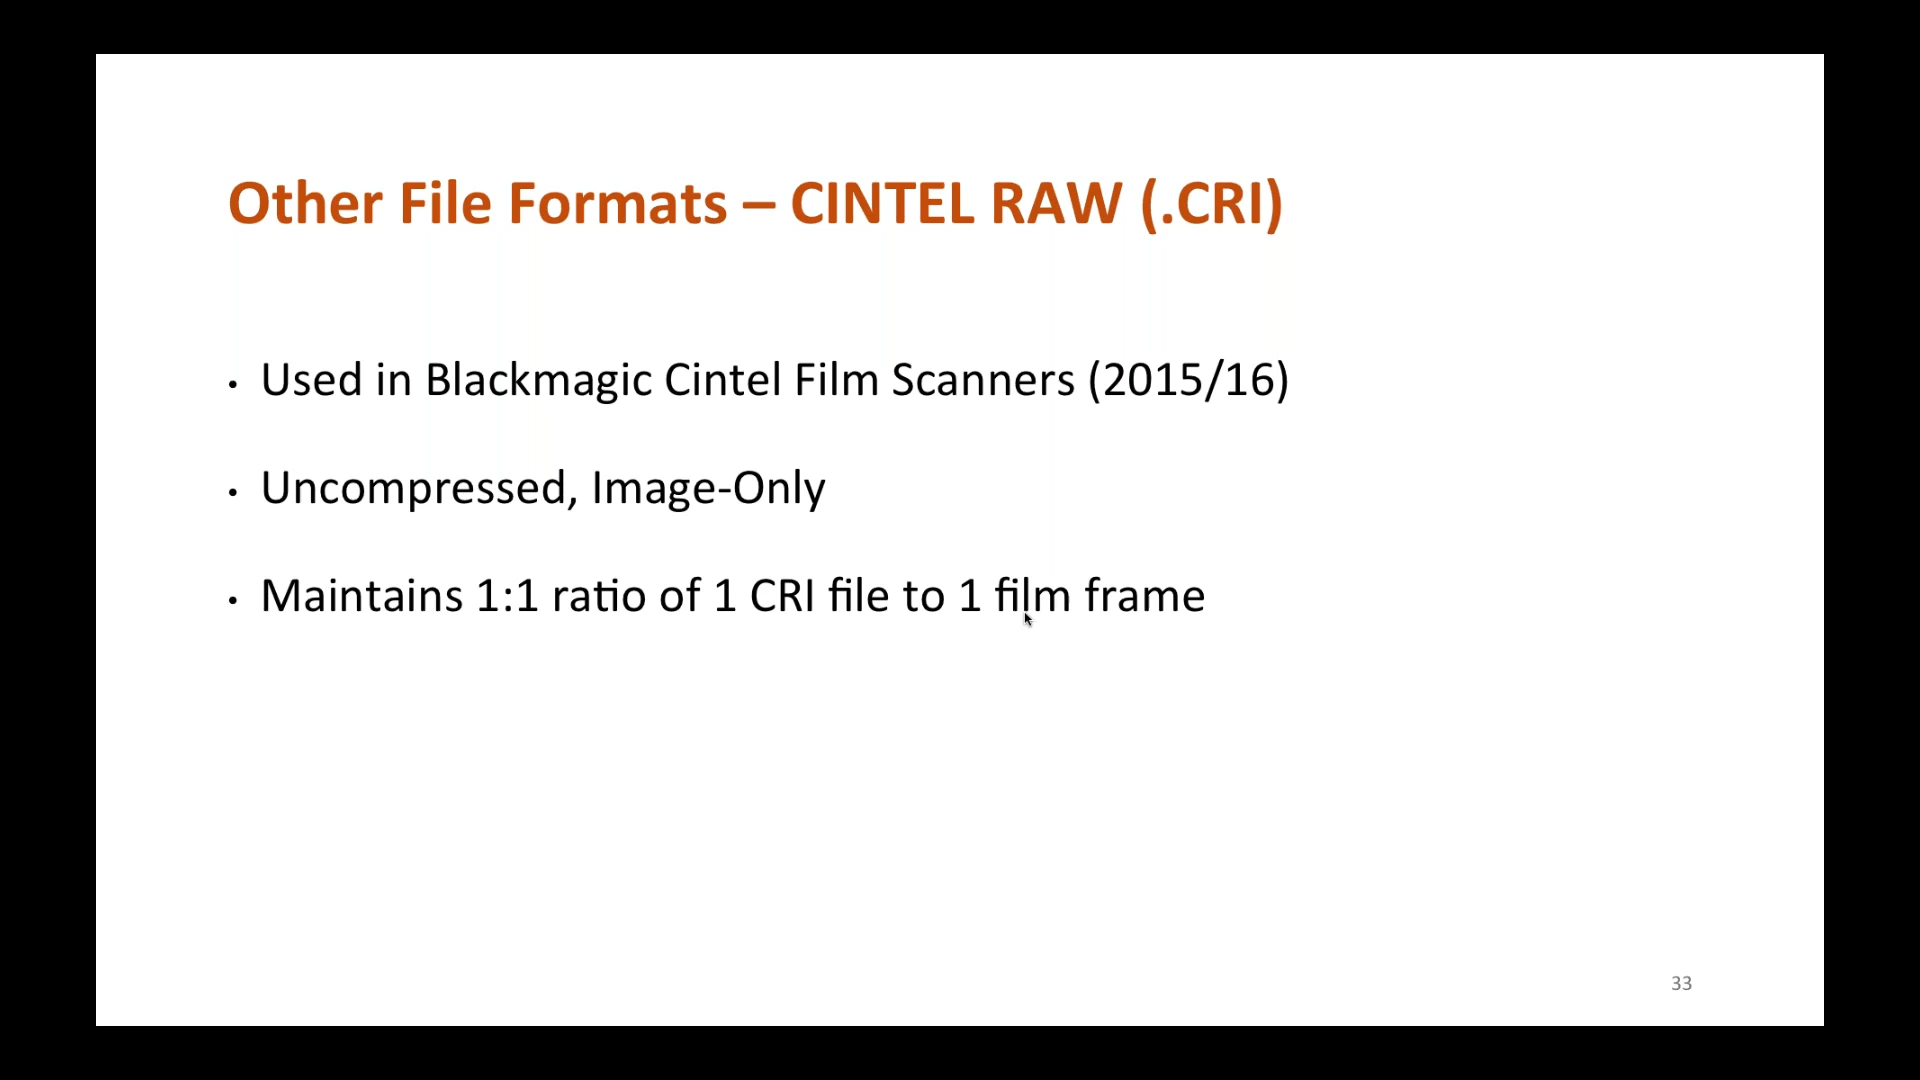 Other File Formats – CINTEL RAW (.CRI)
• Used in Blackmagic Cintel Film Scanners (2015/16)
• Uncompressed, Image-Only
• Maintains 1:1 ratio of 1 CRI file to 1 film frame
33